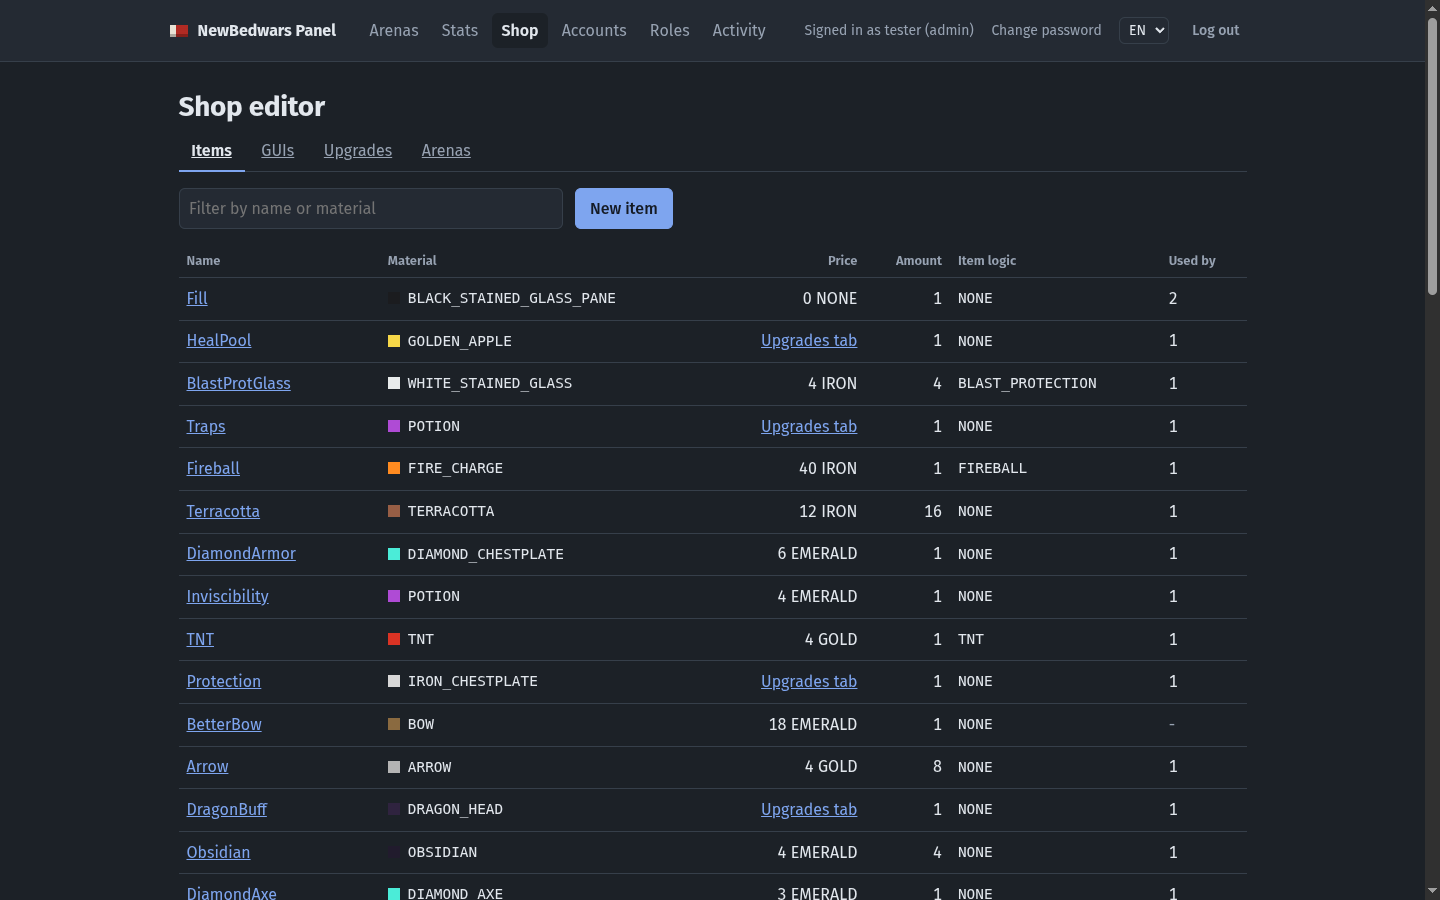 NewBedwars Panel Arenas Stats Shop Accounts Roles Activity Signed in as tester (admin) Change password EN Log out
Shop editor
Items GUIs Upgrades Arenas
Filter by name or material New item
Name Material Price Amount Item logic Used by
Fill BLACK_STAINED_GLASS_PANE 0 NONE 1 NONE 2
HealPool GOLDEN_APPLE Upgrades tab 1 NONE 1
BlastProtGlass WHITE_STAINED_GLASS 4 IRON 4 BLAST_PROTECTION 1
Traps POTION Upgrades tab 1 NONE 1
Fireball FIRE_CHARGE 40 IRON 1 FIREBALL 1
Terracotta TERRACOTTA 12 IRON 16 NONE 1
DiamondArmor DIAMOND_CHESTPLATE 6 EMERALD 1 NONE 1
Inviscibility POTION 4 EMERALD 1 NONE 1
TNT TNT 4 GOLD 1 TNT 1
Protection IRON_CHESTPLATE Upgrades tab 1 NONE 1
BetterBow BOW 18 EMERALD 1 NONE -
Arrow ARROW 4 GOLD 8 NONE 1
DragonBuff DRAGON_HEAD Upgrades tab 1 NONE 1
Obsidian OBSIDIAN 4 EMERALD 4 NONE 1
DiamondAxe DIAMOND_AXE 3 EMERALD 1 NONE 1